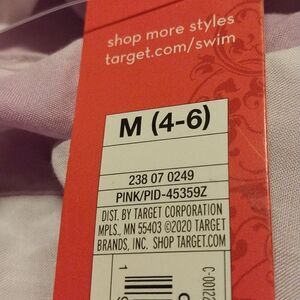 shop more styles
target.com/swim
M (4-6)
238 07 0249
PINK/PID-45359Z
DIST. BY TARGET CORPORATION
MPLS., MN 55403 ©2020 TARGET
BRANDS, INC. SHOP TARGET.COM